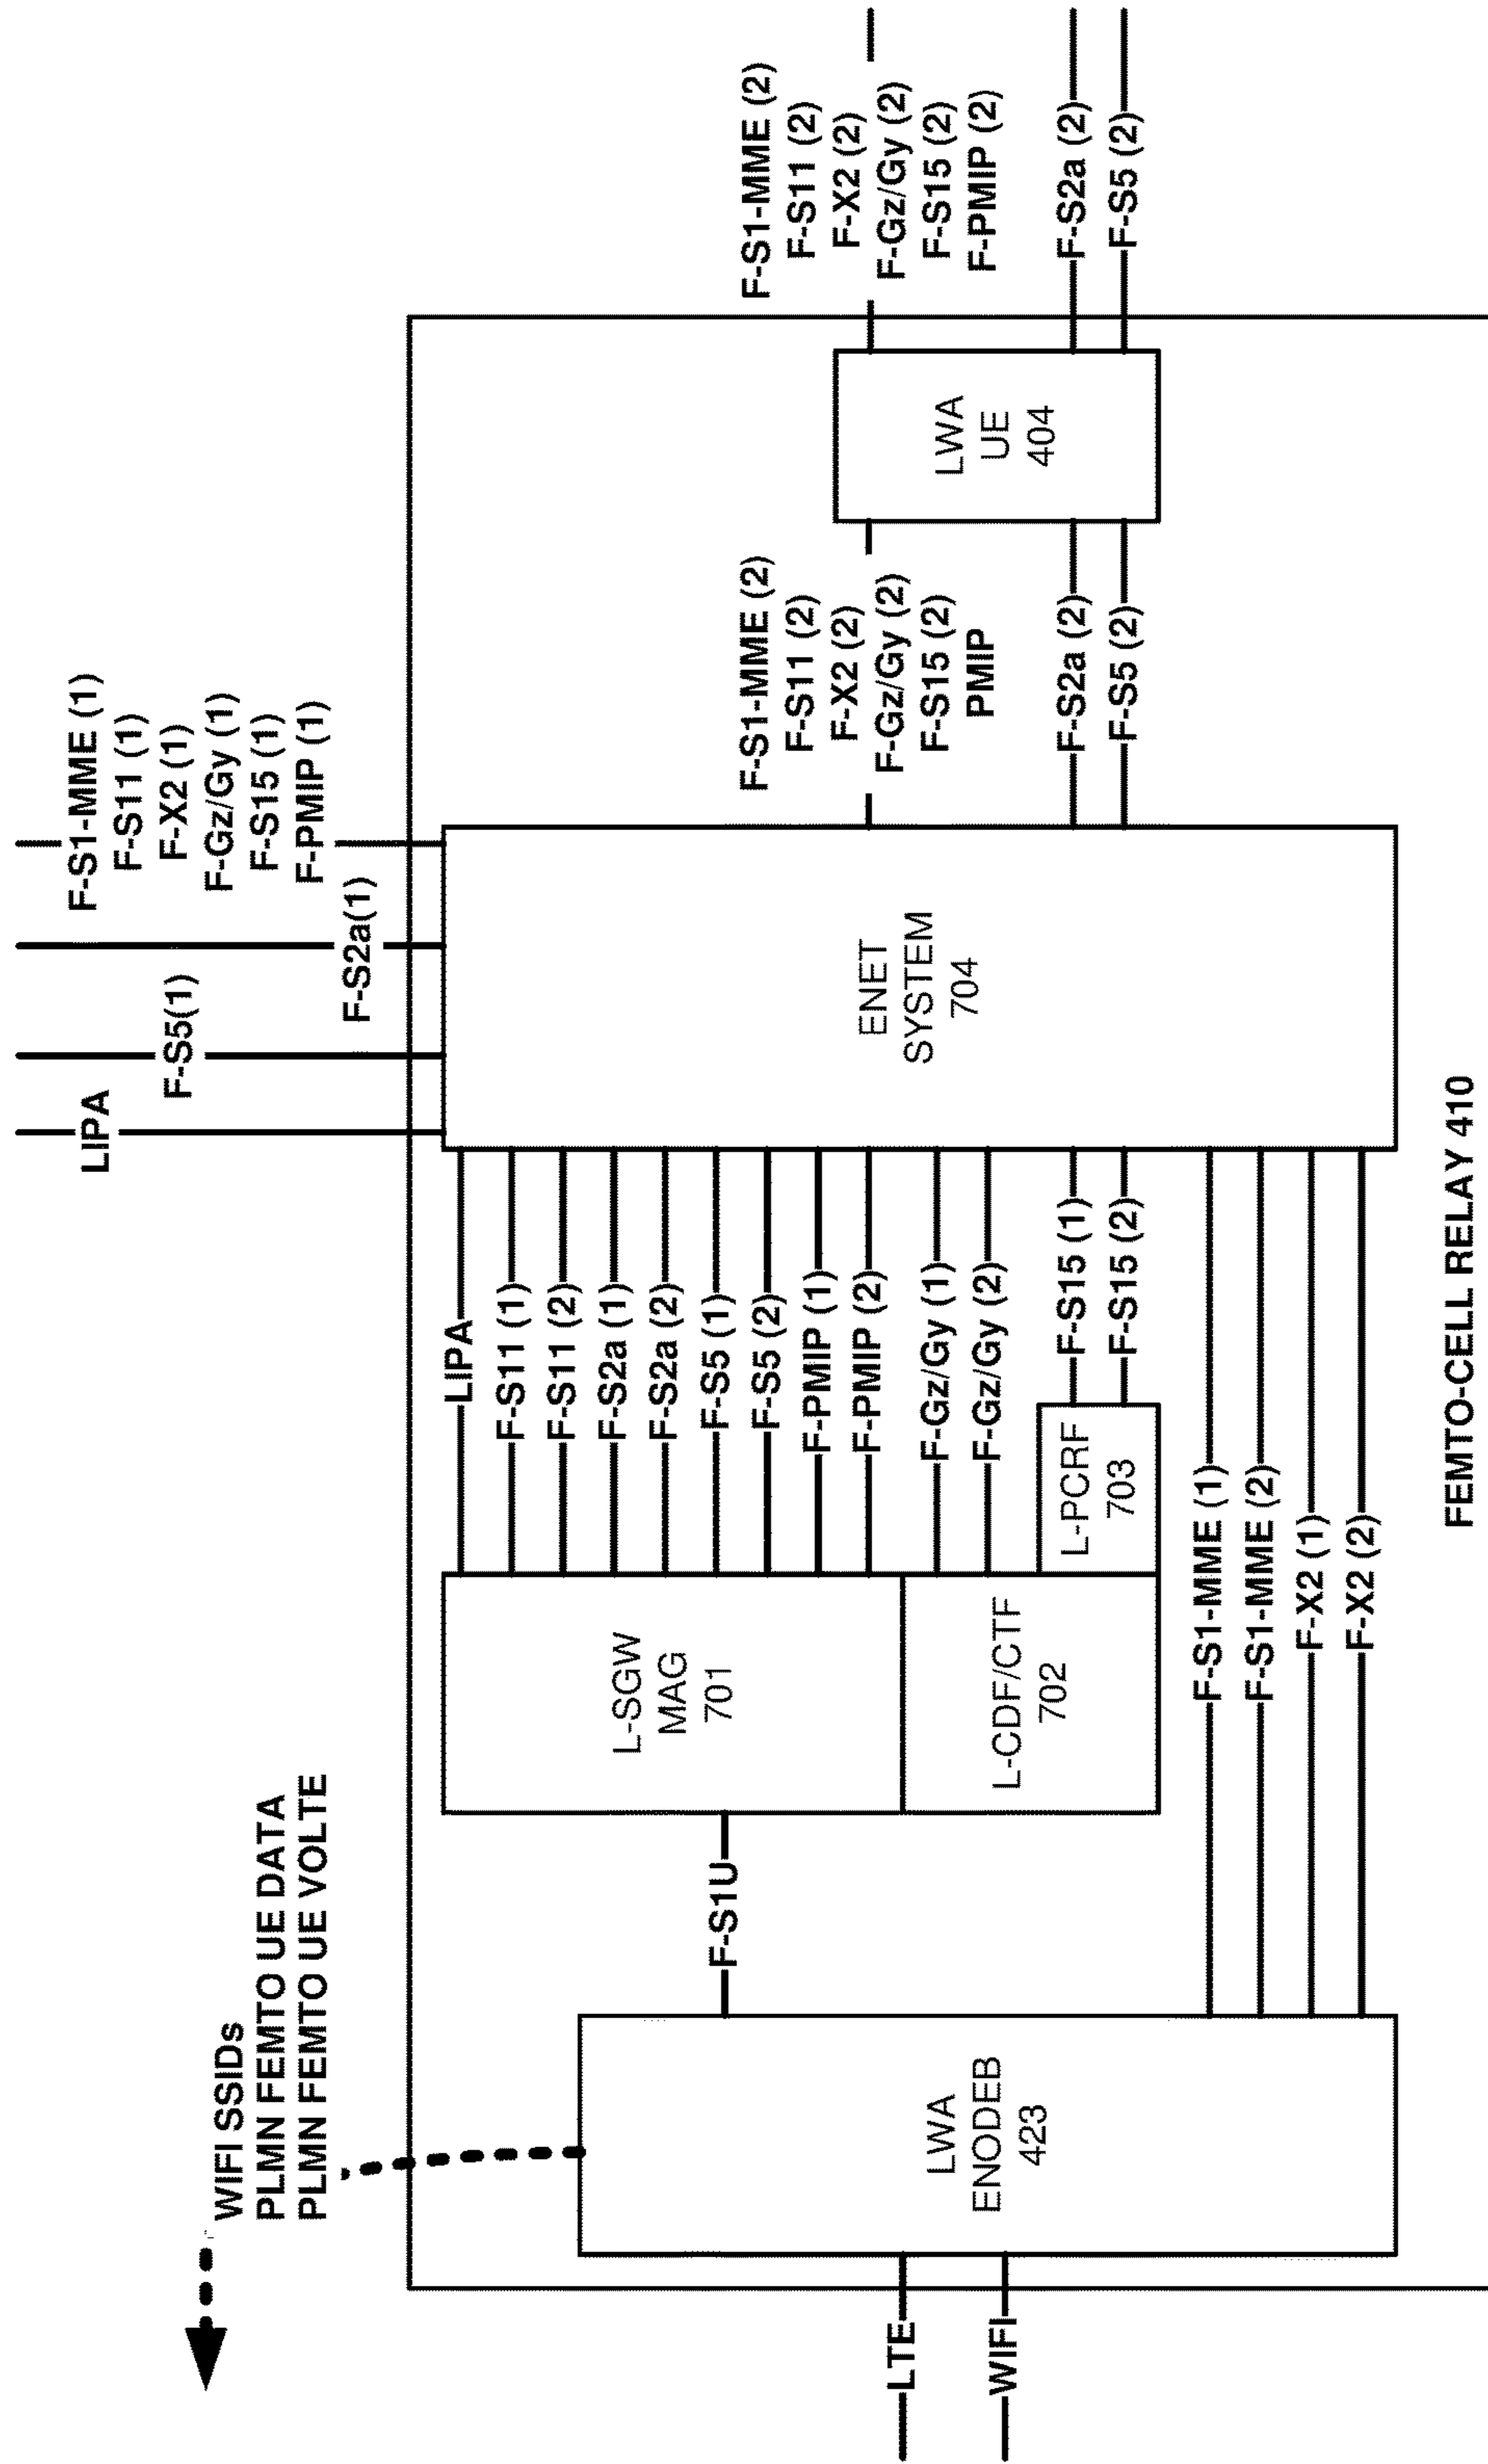 WIFI SSIDs
PLMN FEMTO UE DATA
PLMN FEMTO UE VOLTE
LIPA
F-S5(1)
F-S2a(1)
F-S1-MME (1)
F-S11 (1)
F-X2 (1)
F-Gz/Gy (1)
F-S15 (1)
F-PMIP (1)
LTE
WIFI
LWA
ENODEB
423
F-S1U
L-SGW
MAG
701
L-CDF/CTF
702
L-PCRF
703
LIPA
F-S11 (1)
F-S11 (2)
F-S2a (1)
F-S2a (2)
F-S5 (1)
F-S5 (2)
F-PMIP (1)
F-PMIP (2)
F-Gz/Gy (1)
F-Gz/Gy (2)
F-S15 (1)
F-S15 (2)
F-S1-MME (1)
F-S1-MME (2)
F-X2 (1)
F-X2 (2)
ENET
SYSTEM
704
F-S1-MME (2)
F-S11 (2)
F-X2 (2)
F-Gz/Gy (2)
F-S15 (2)
PMIP
F-S2a (2)
F-S5 (2)
LWA
UE
404
F-S1-MME (2)
F-S11 (2)
F-X2 (2)
F-Gz/Gy (2)
F-S15 (2)
F-PMIP (2)
F-S2a (2)
F-S5 (2)
FEMTO-CELL RELAY 410